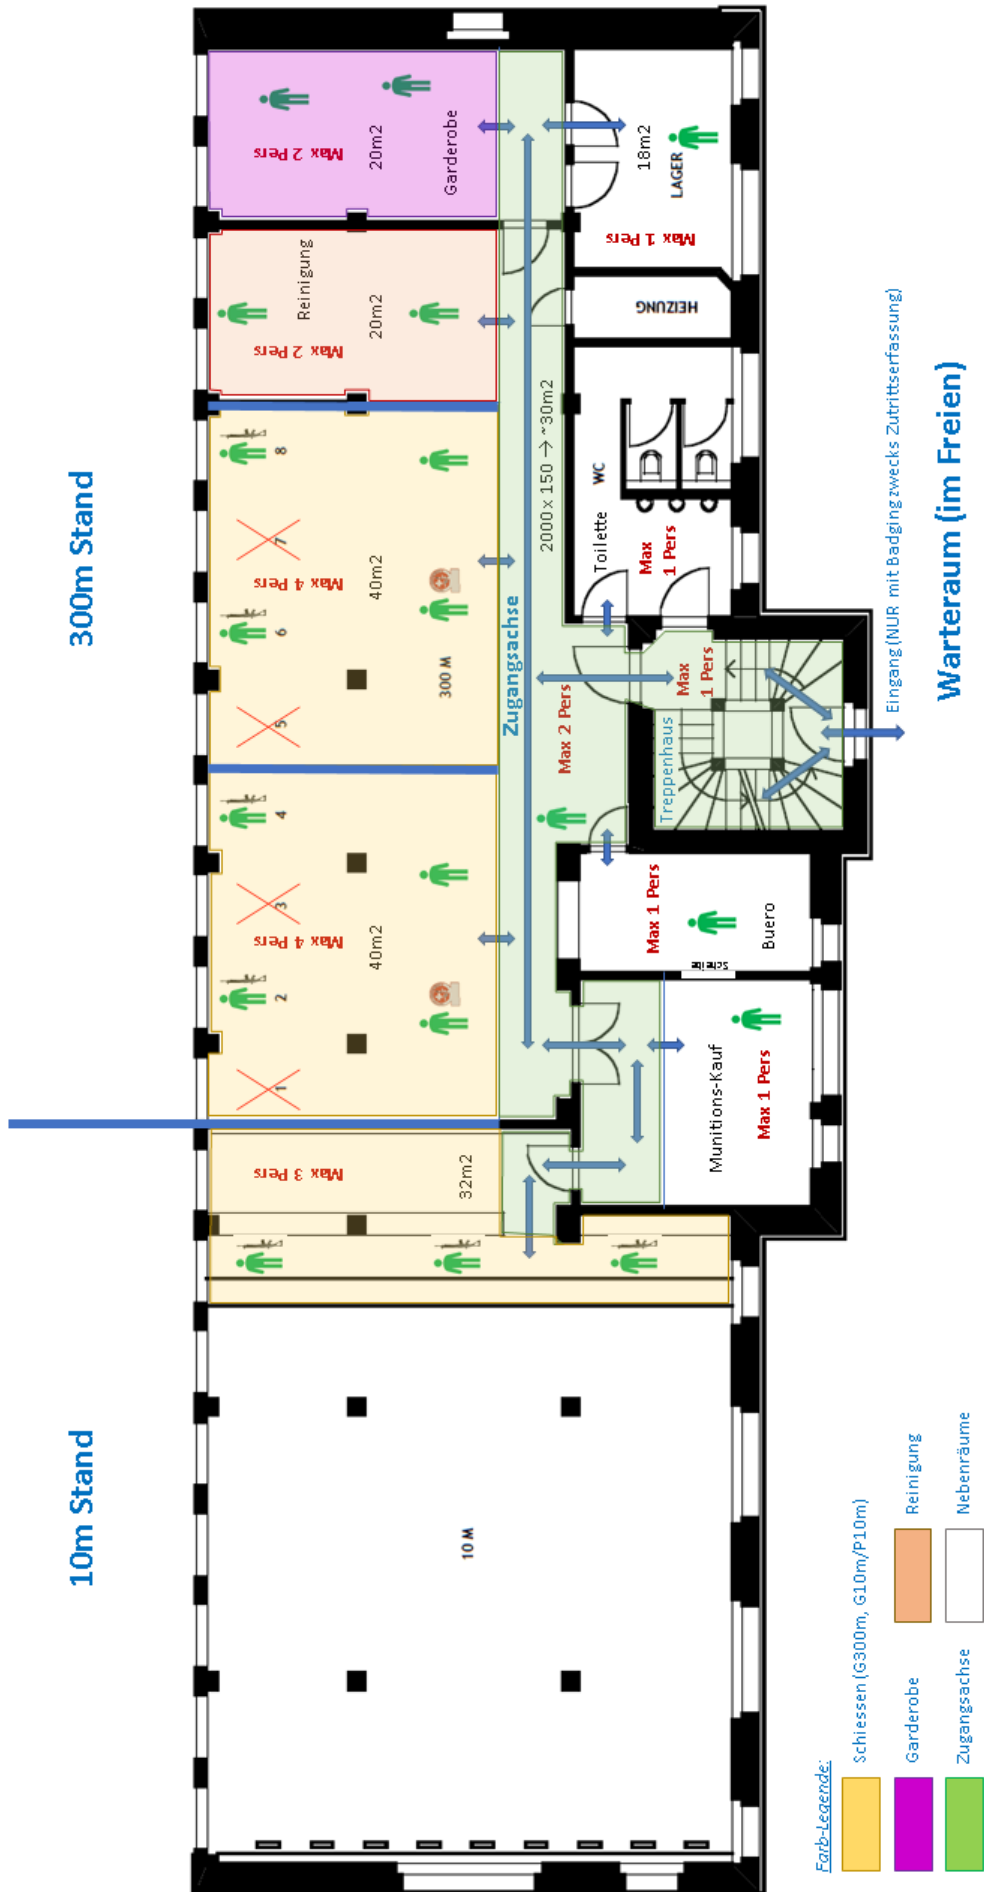 10m Stand
300m Stand
Max 3 Pers
32m2
10 M
1
2
3
4
Max 4 Pers
40m2
5
6
7
8
Max 4 Pers
40m2
300 M
Reinigung
Max 2 Pers
20m2
Max 2 Pers
20m2
Garderobe
Zugangsachse
2000 x 150 → ~30m2
Max 2 Pers
Munitions-Kauf
Max 1 Pers
Scheibe
Max 1 Pers
Buero
Treppenhaus
Max
1 Pers
Toilette
WC
Max
1 Pers
HEIZUNG
Max 1 Pers
18m2
LAGER
Eingang (NUR mit Badging zwecks Zutrittserfassung)
Warteraum (im Freien)
Farb-Legende:
Schiessen (G300m, G10m/P10m)
Garderobe
Reinigung
Zugangsachse
Nebenräume